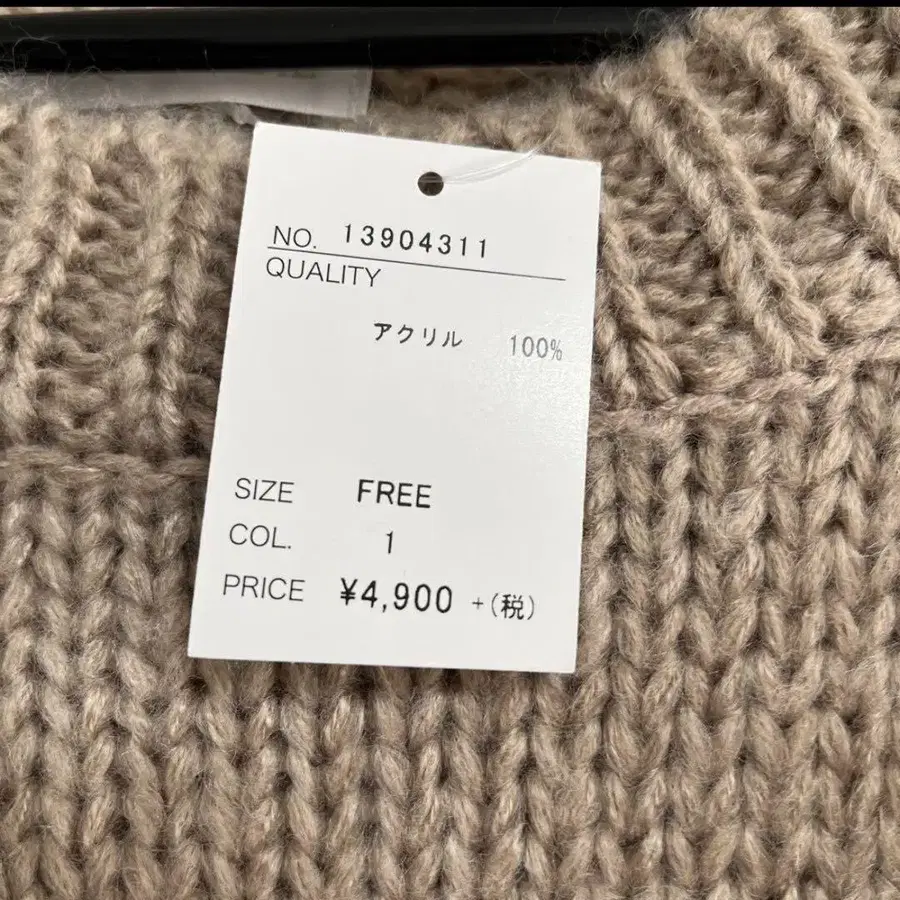 NO. 13904311
QUALITY
アクリル 100%
SIZE FREE
COL. 1
PRICE ¥4,900 +(税)